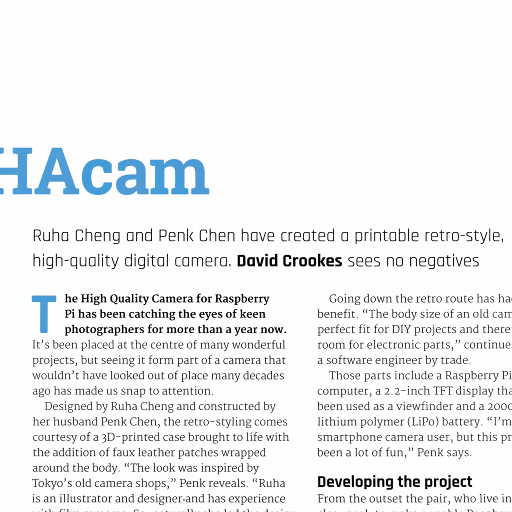 HAcam
Ruha Cheng and Penk Chen have created a printable retro-style,
high-quality digital camera. David Crookes sees no negatives
The High Quality Camera for Raspberry
Pi has been catching the eyes of keen
photographers for more than a year now.
It's been placed at the centre of many wonderful
projects, but seeing it form part of a camera that
wouldn't have looked out of place many decades
ago has made us snap to attention.
Designed by Ruha Cheng and constructed by
her husband Penk Chen, the retro-styling comes
courtesy of a 3D-printed case brought to life with
the addition of faux leather patches wrapped
around the body. “The look was inspired by
Tokyo's old camera shops,” Penk reveals. “Ruha
is an illustrator and designer and has experience
Going down the retro route has had
benefit. “The body size of an old cam
perfect fit for DIY projects and there
room for electronic parts,” continue
a software engineer by trade.
Those parts include a Raspberry Pi
computer, a 2.2-inch TFT display tha
been used as a viewfinder and a 200
lithium polymer (LiPo) battery. “I'm
smartphone camera user, but this pr
been a lot of fun,” Penk says.
Developing the project
From the outset the pair, who live in